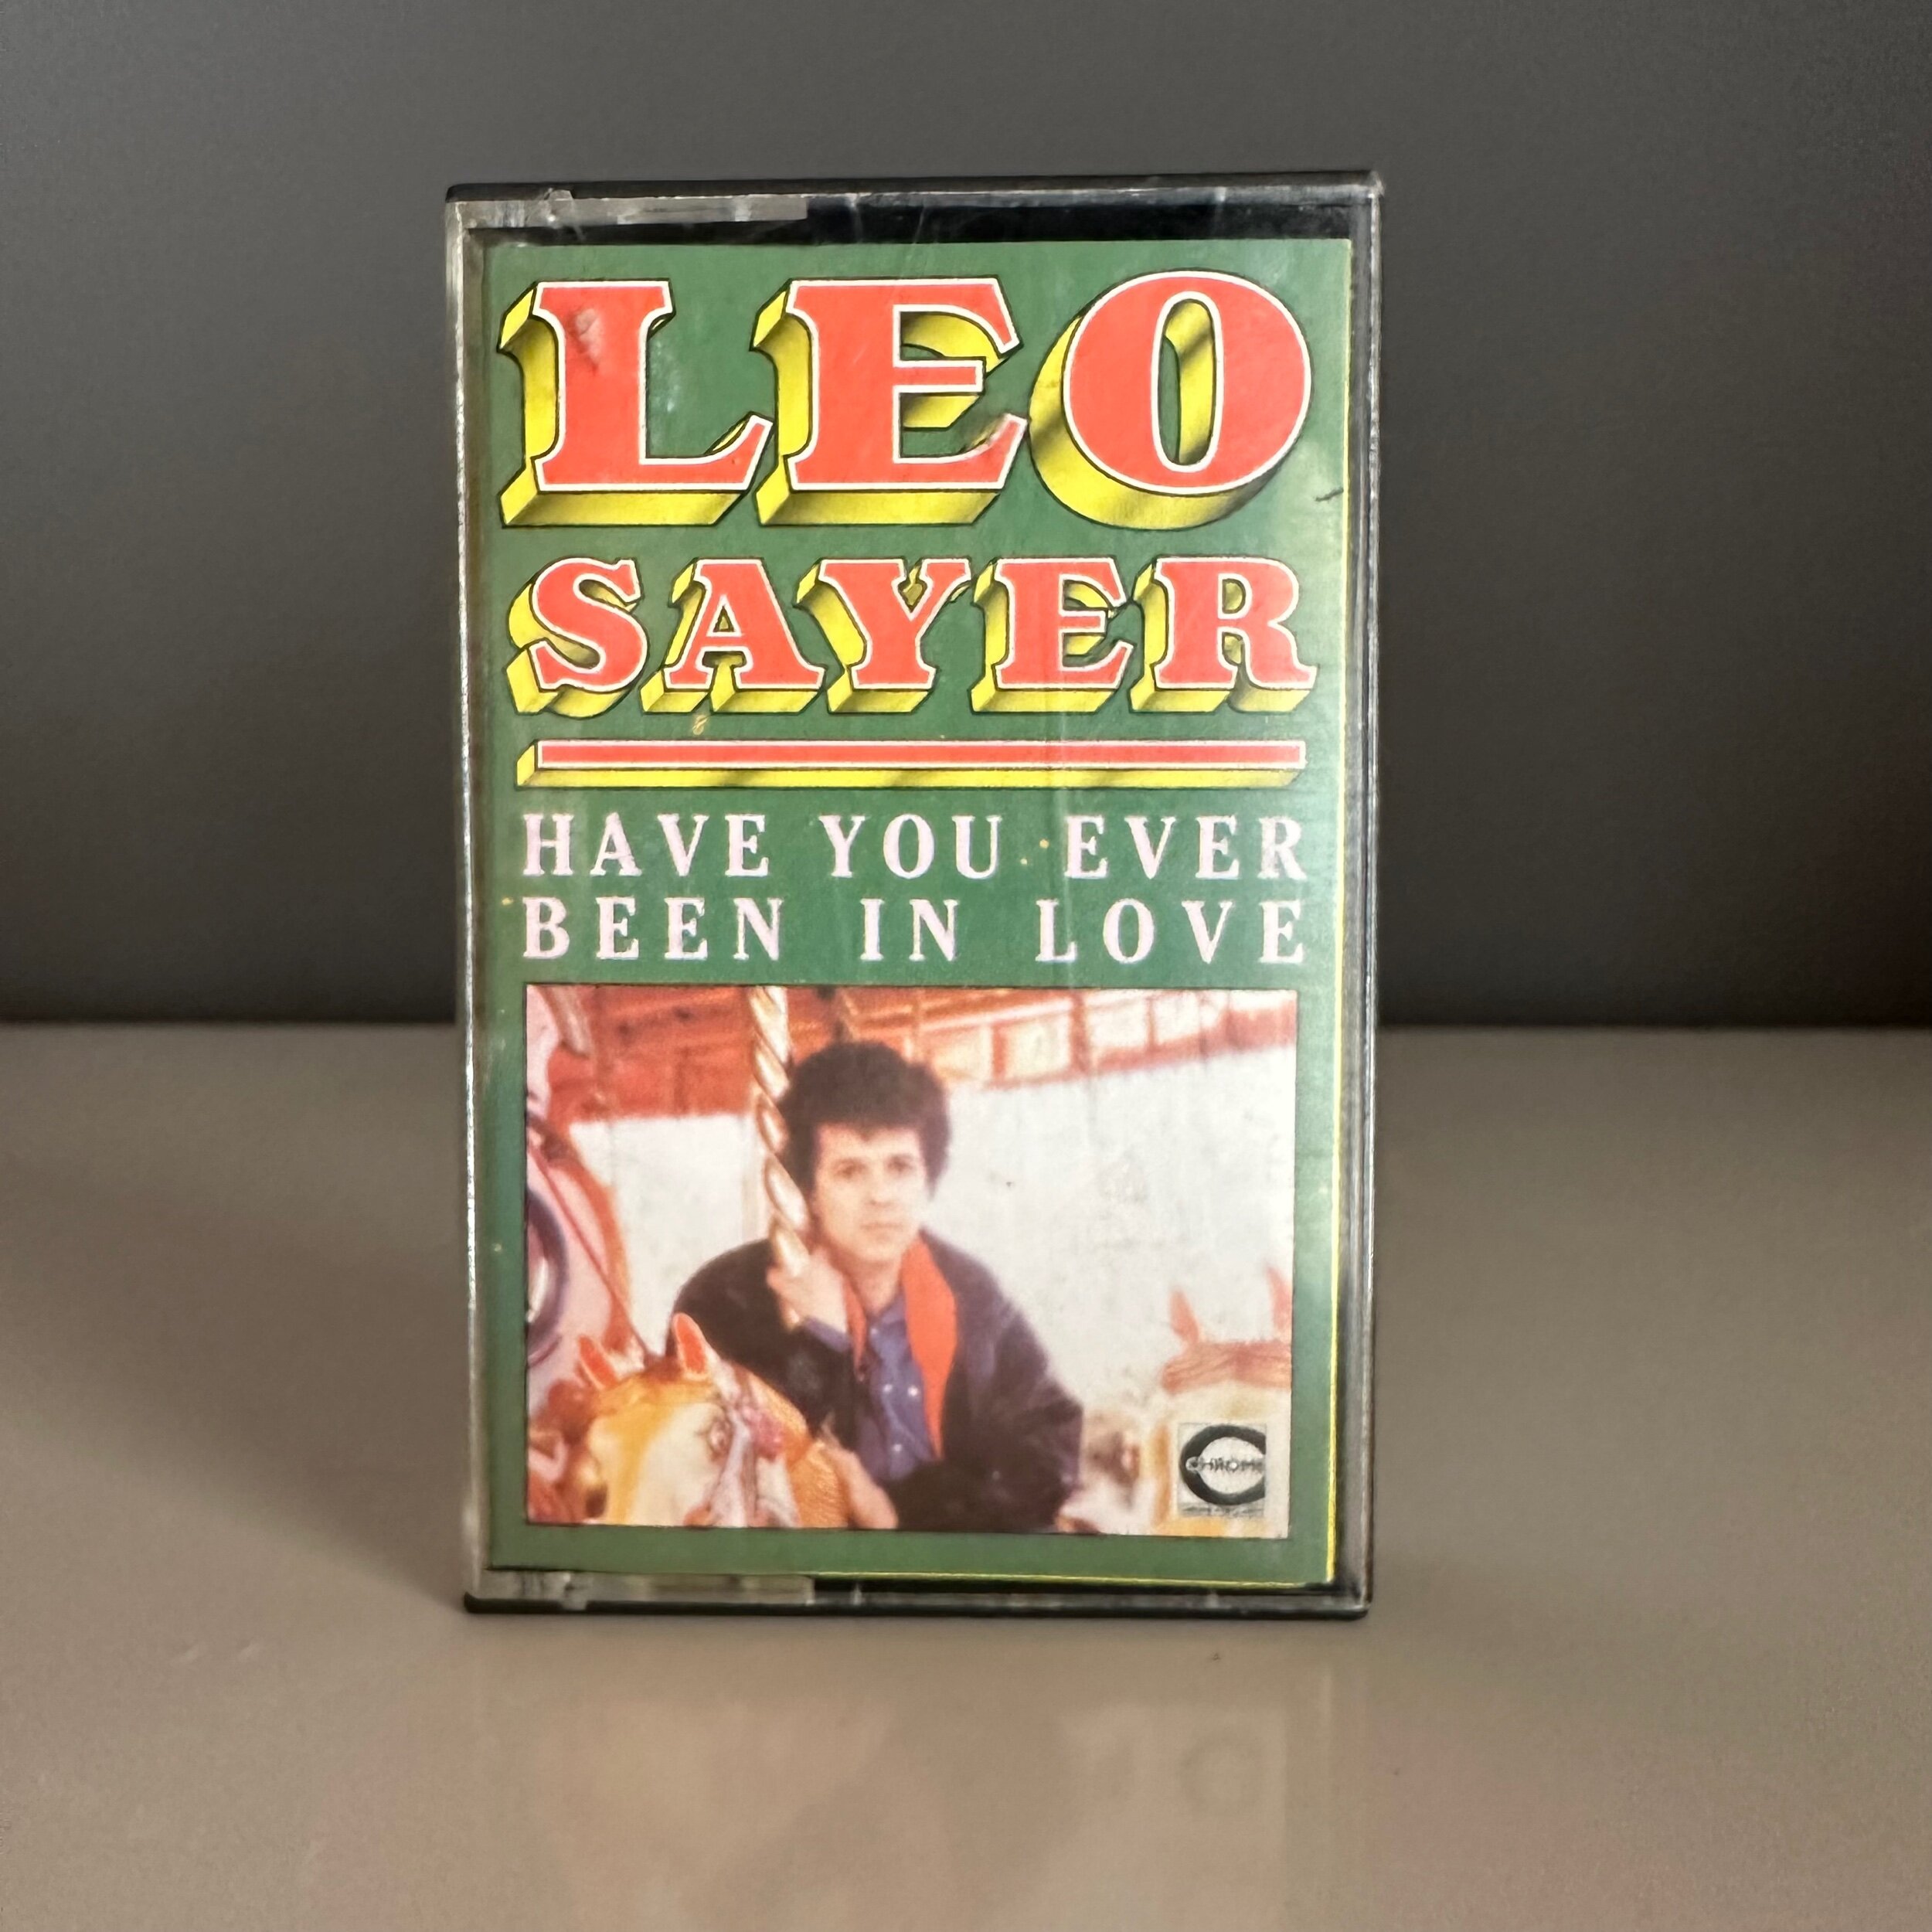 LEO
SAYER
HAVE YOU EVER
BEEN IN LOVE
CHROME